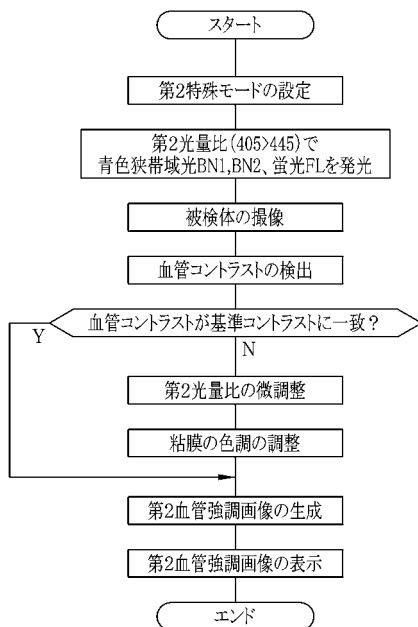 スタート
第2特殊モードの設定
第2光量比(405>445)で
青色狭帯域光BN1,BN2、蛍光FLを発光
被検体の撮像
血管コントラストの検出
血管コントラストが基準コントラストに一致？
Y
N
第2光量比の微調整
粘膜の色調の調整
第2血管強調画像の生成
第2血管強調画像の表示
エンド